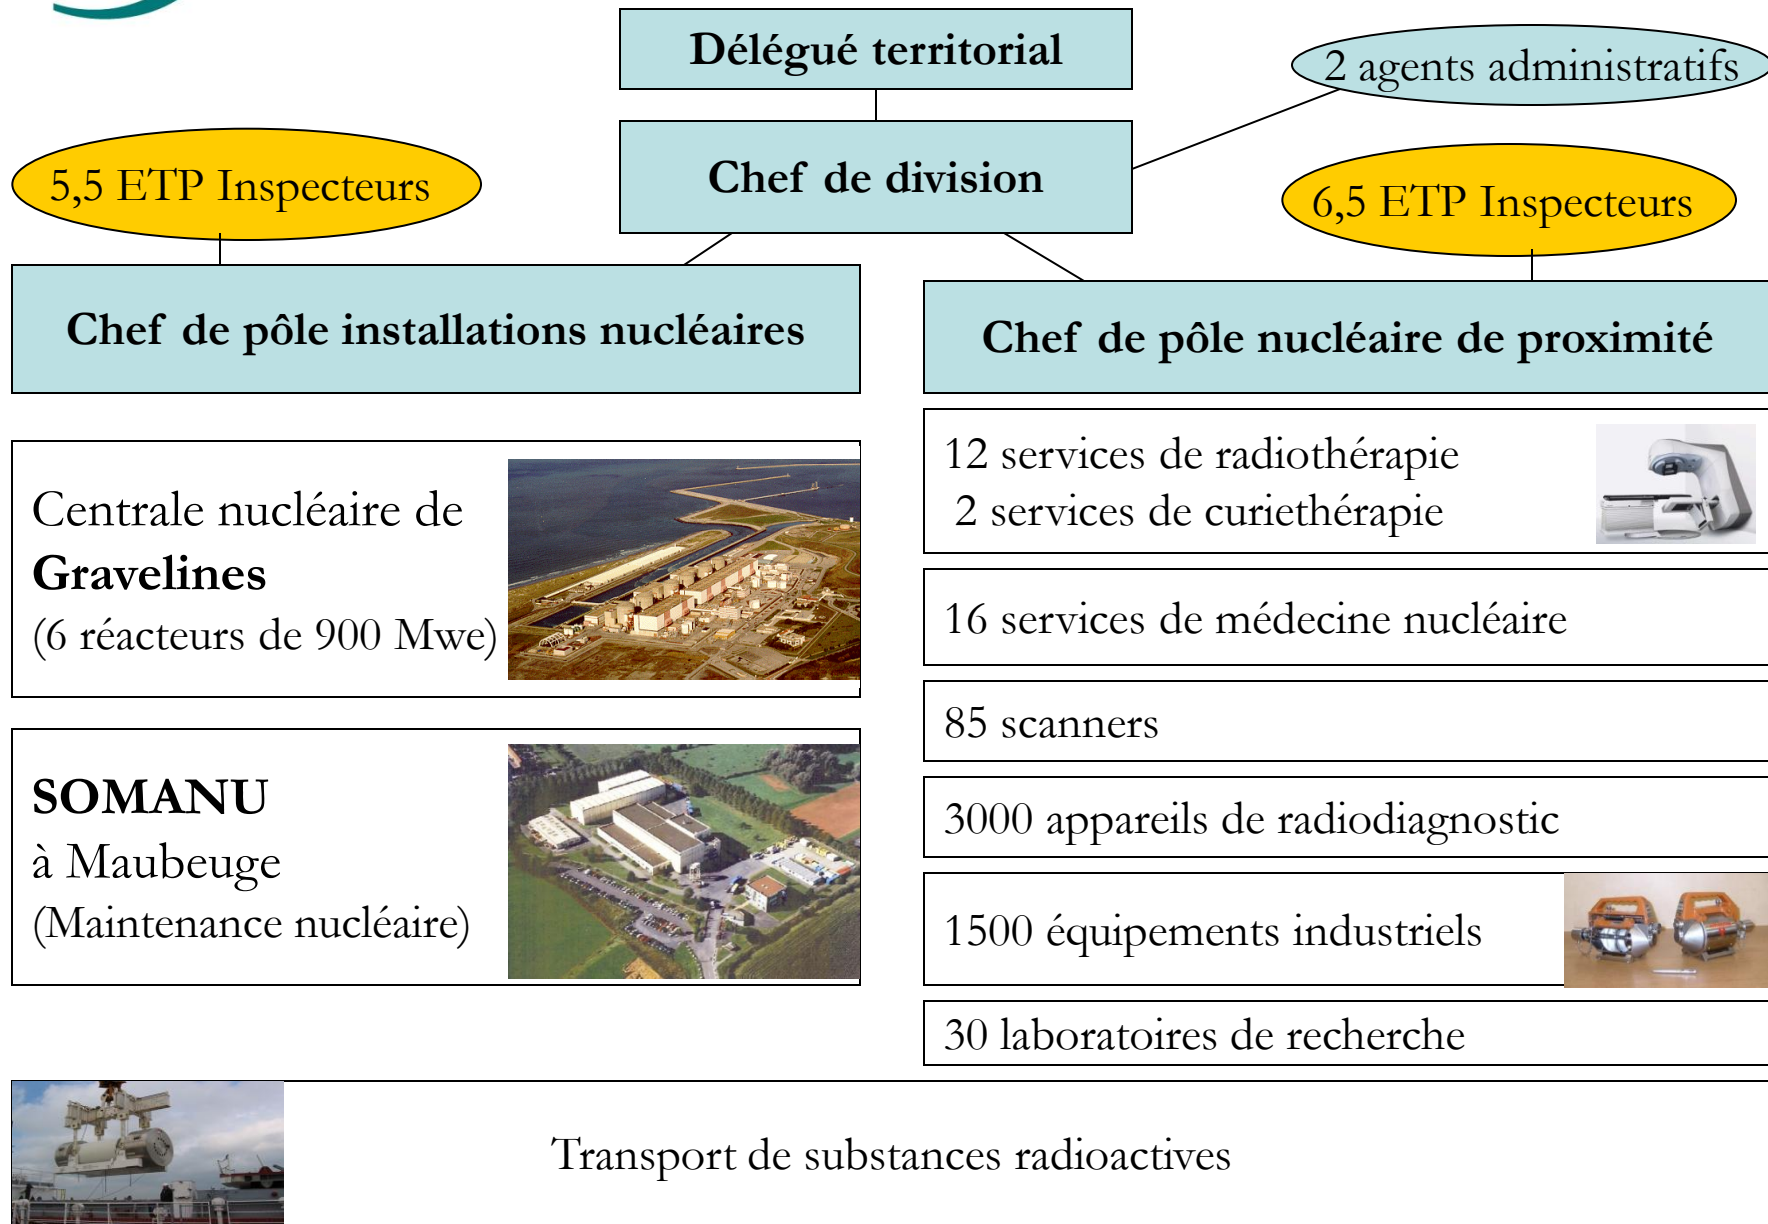 Délégué territorial
2 agents administratifs
Chef de division
5,5 ETP Inspecteurs
6,5 ETP Inspecteurs
Chef de pôle installations nucléaires
Chef de pôle nucléaire de proximité
Centrale nucléaire de
Gravelines
(6 réacteurs de 900 Mwe)
SOMANU
à Maubeuge
(Maintenance nucléaire)
12 services de radiothérapie
2 services de curiethérapie
16 services de médecine nucléaire
85 scanners
3000 appareils de radiodiagnostic
1500 équipements industriels
30 laboratoires de recherche
Transport de substances radioactives